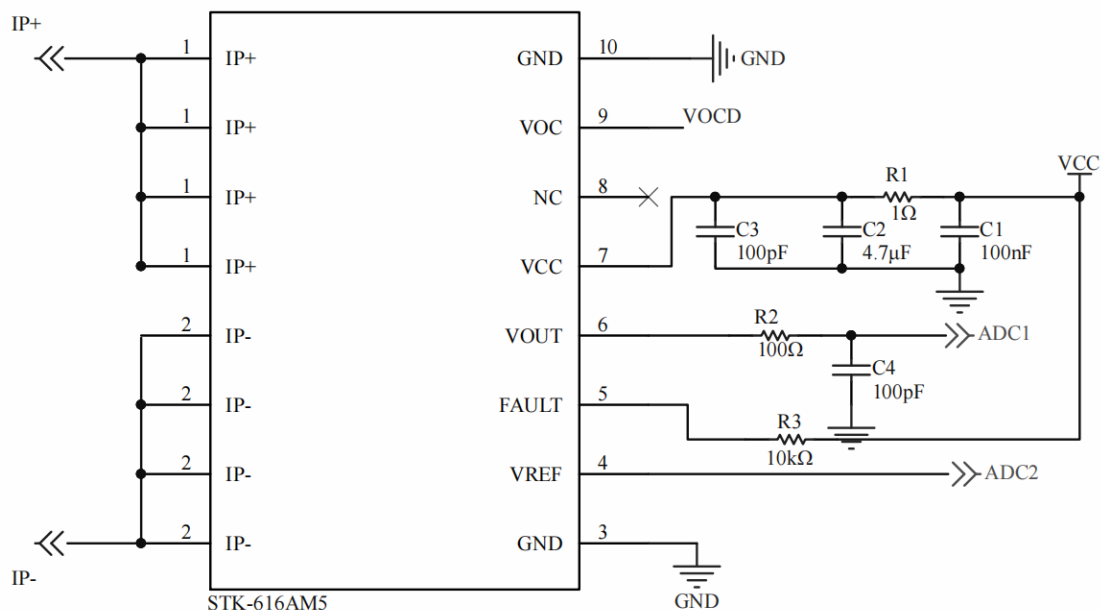 IP+
1 IP+ GND 10 GND
1 IP+ VOC 9 VOCD
VCC
1 IP+ NC 8 R1
1Ω
C3 100pF
C2 4.7μF
C1 100nF
1 IP+ VCC 7
2 IP- VOUT 6 R2 100Ω ADC1
C4
100pF
2 IP- FAULT 5
R3
10kΩ
2 IP- VREF 4 ADC2
2 IP- GND 3
IP-
GND
STK-616AM5